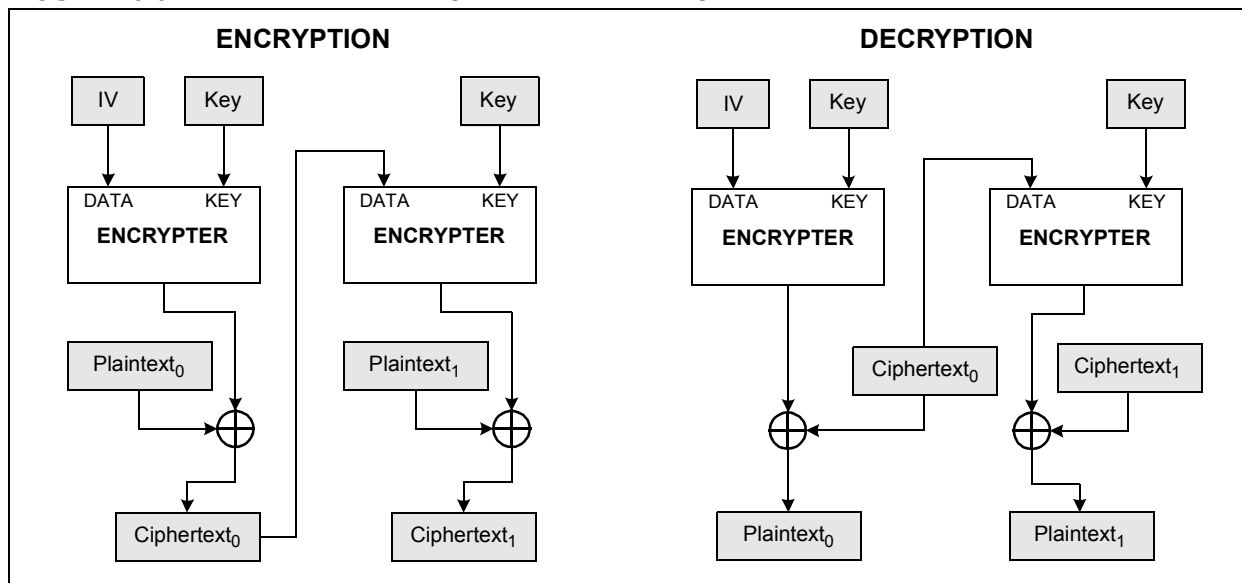 ENCRYPTION
IV
Key
Key
DATA KEY
ENCRYPTER
DATA KEY
ENCRYPTER
Plaintext0
Plaintext1
Ciphertext0
Ciphertext1
DECRYPTION
IV
Key
Key
DATA KEY
ENCRYPTER
DATA KEY
ENCRYPTER
Ciphertext0
Ciphertext1
Plaintext0
Plaintext1